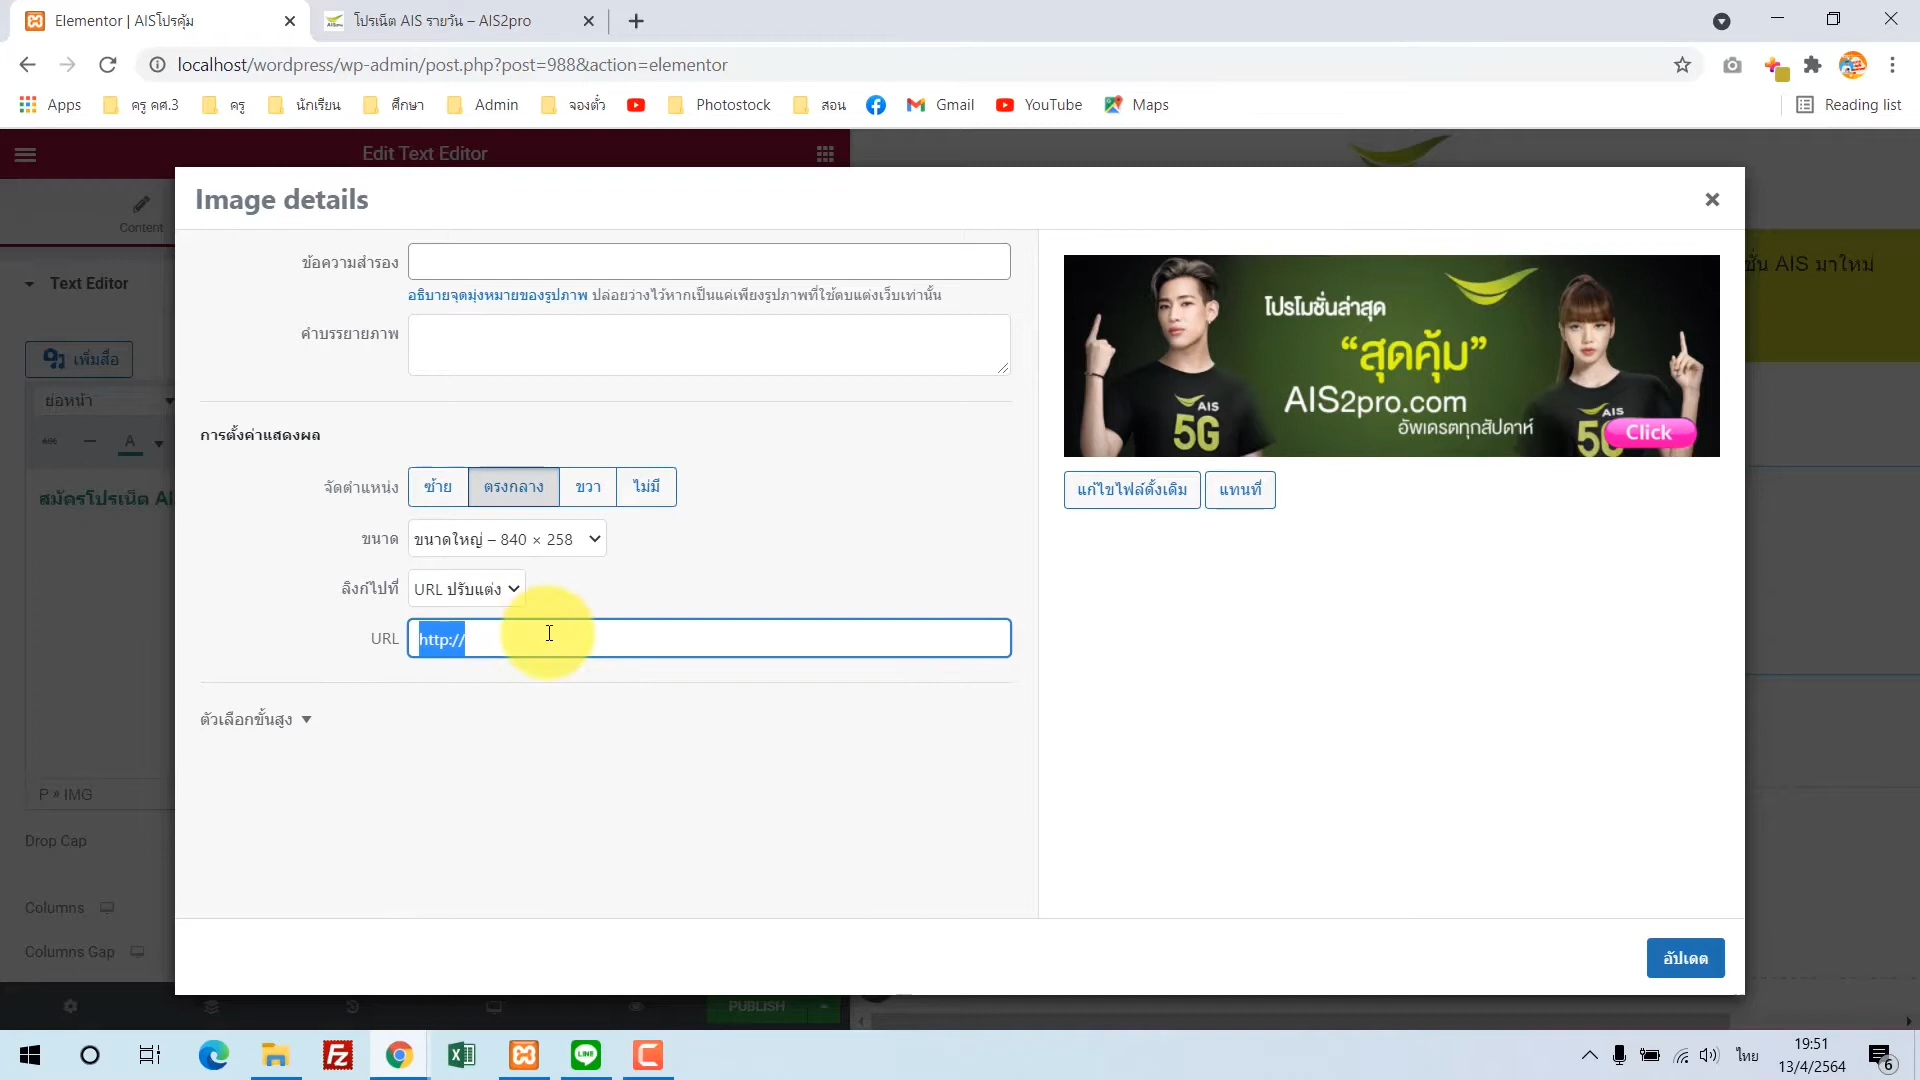 Elementor | AISโปรคุ้ม
โปรเน็ต AIS รายวัน – AIS2pro
localhost/wordpress/wp-admin/post.php?post=988&action=elementor
Apps
ครู คศ.3
ครู
นักเรียน
ศึกษา
Admin
จองตั๋ว
Photostock
สอน
Gmail
YouTube
Maps
Reading list
Edit Text Editor
Content
Text Editor
เพิ่มสื่อ
ย่อหน้า
ABC
A
สมัครโปรเน็ต AI
P » IMG
Drop Cap
Columns
Columns Gap
PUBLISH
Image details
ข้อความสำรอง
อธิบายจุดมุ่งหมายของรูปภาพ ปล่อยว่างไว้หากเป็นแค่เพียงรูปภาพที่ใช้ตบแต่งเว็บเท่านั้น
คำบรรยายภาพ
การตั้งค่าแสดงผล
จัดตำแหน่ง
ซ้าย
ตรงกลาง
ขวา
ไม่มี
ขนาด
ขนาดใหญ่ – 840 × 258
ลิงก์ไปที่
URL ปรับแต่ง
URL
http://
ตัวเลือกขั้นสูง
โปรโมชั่นล่าสุด
“สุดคุ้ม”
AIS2pro.com
อัพเดรตทุกสัปดาห์
AIS
5G
AIS
5
Click
แก้ไขไฟล์ดั้งเดิม
แทนที่
อัปเดต
ชั่น AIS มาใหม่
ไทย
19:51
13/4/2564
6